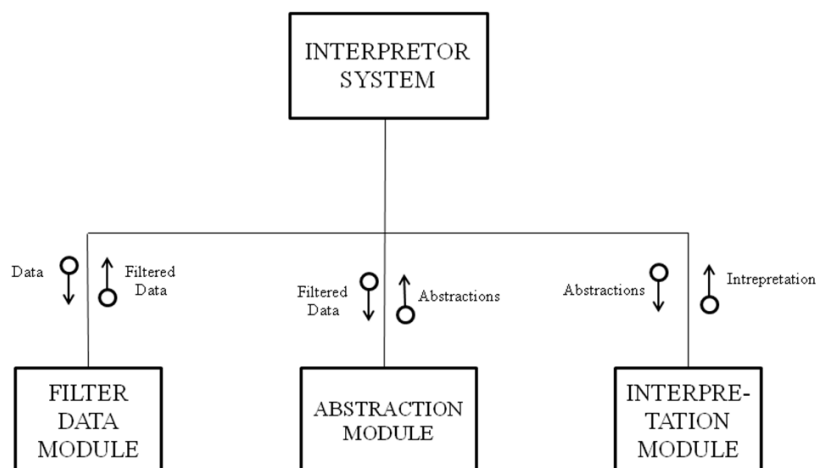 INTERPRETOR
SYSTEM
Data
Filtered
Data
Filtered
Data
Abstractions
Abstractions
Intrepretation
FILTER
DATA
MODULE
ABSTRACTION
MODULE
INTERPRE-
TATION
MODULE